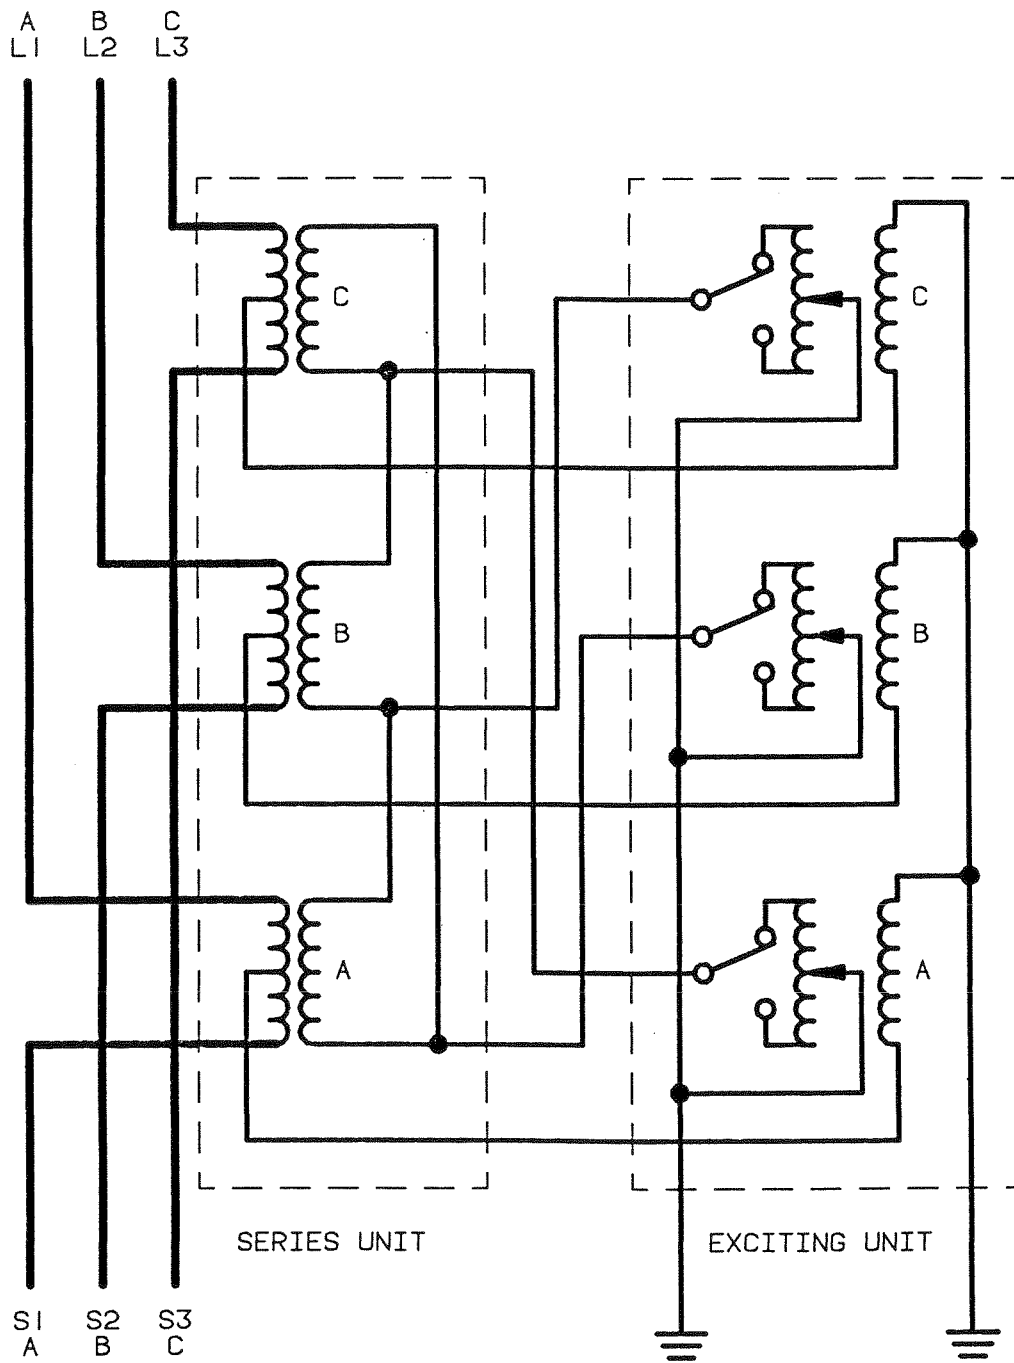 A B C
L1 L2 L3
C
C
B
B
A
A
SERIES UNIT
EXCITING UNIT
S1 S2 S3
A B C